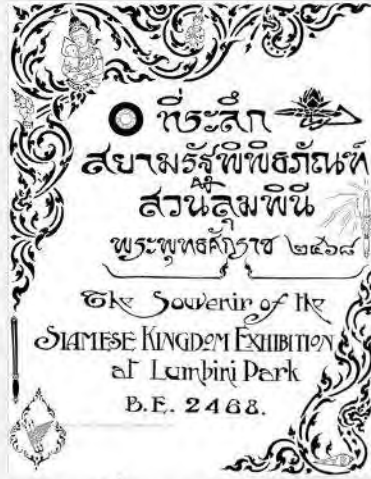 ที่ระลึก
สยามรัฐพิพิธภัณฑ์
ณ
สวนลุมพินี
พระพุทธศักราช ๒๔๖๘
The Souvenir of the
SIAMESE KINGDOM EXHIBITION
at Lumbini Park
B.E. 2468.